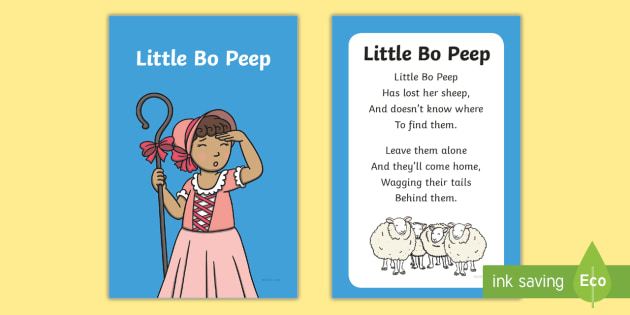 Little Bo Peep
Little Bo Peep
Little Bo Peep
Has lost her sheep,
And doesn't know where
To find them.
Leave them alone
And they'll come home,
Wagging their tails
Behind them.
ink saving
Eco